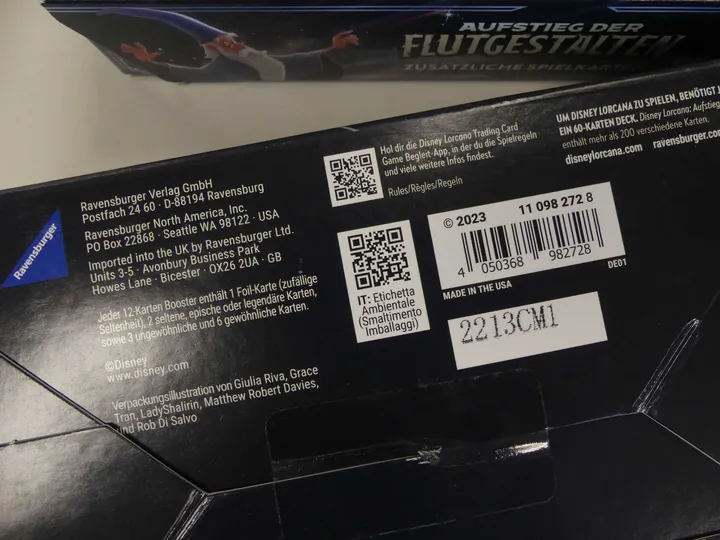 AUFSTIEG DER
FLUTGESTALTEN
ZUSÄTZLICHE SPIELKARTEN
Ravensburger
Ravensburger Verlag GmbH
Postfach 24 60 · D-88194 Ravensburg
Ravensburger North America, Inc.
PO Box 22868 · Seattle WA 98122 · USA
Imported into the UK by Ravensburger Ltd.
Units 3-5 · Avonbury Business Park
Howes Lane · Bicester · OX26 2UA · GB
Jeder 12-Karten Booster enthält 1 Foil-Karte (zufällige
Seltenheit), 2 seltene, epische oder legendäre Karten,
sowie 3 ungewöhnliche und 6 gewöhnliche Karten.
©Disney
www.disney.com
Verpackungsillustration von Giulia Riva, Grace
Tran, LadyShalirin, Matthew Robert Davies,
und Rob Di Salvo
Hol dir die Disney Lorcana Trading Card
Game Begleit-App, in der du die Spielregeln
und viele weitere Infos findest.
Rules/Règles/Regeln
IT: Etichetta
Ambientale
(Smaltimento
Imballaggi)
UM DISNEY LORCANA ZU SPIELEN, BENÖTIGT
EIN 60-KARTEN DECK. Disney Lorcana: Aufstieg
enthält mehr als 200 verschiedene Karten.
disneylorcana.com ravensburger.co
© 2023 11 098 272 8
4 050368 982728
DE01
MADE IN THE USA
2213CM1